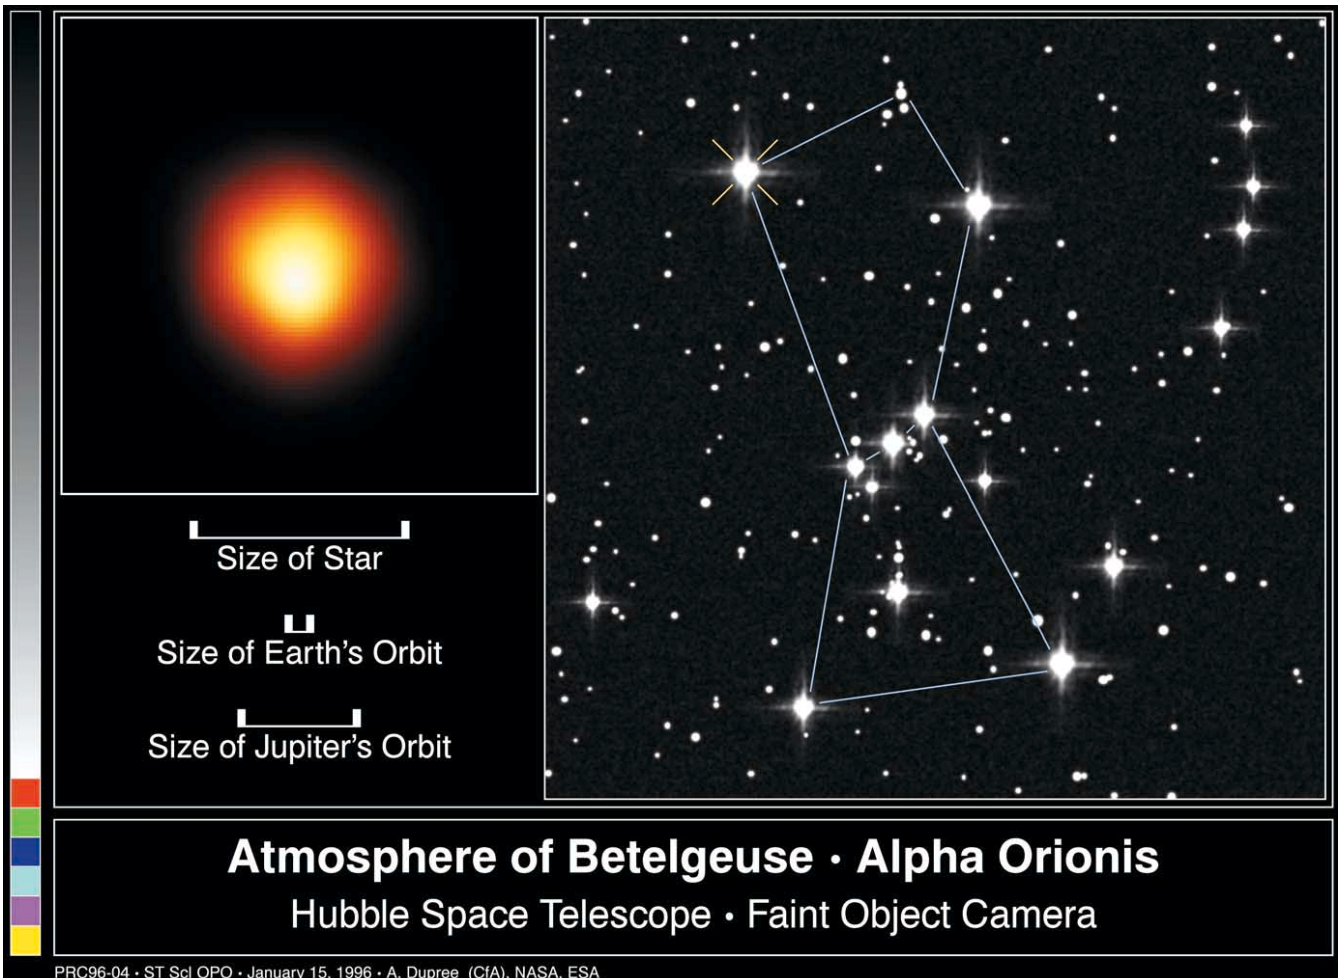 Size of Star
Size of Earth's Orbit
Size of Jupiter's Orbit
Atmosphere of Betelgeuse · Alpha Orionis
Hubble Space Telescope · Faint Object Camera
PRC96-04 · ST ScI OPO · January 15, 1996 · A. Dupree (CfA), NASA, ESA